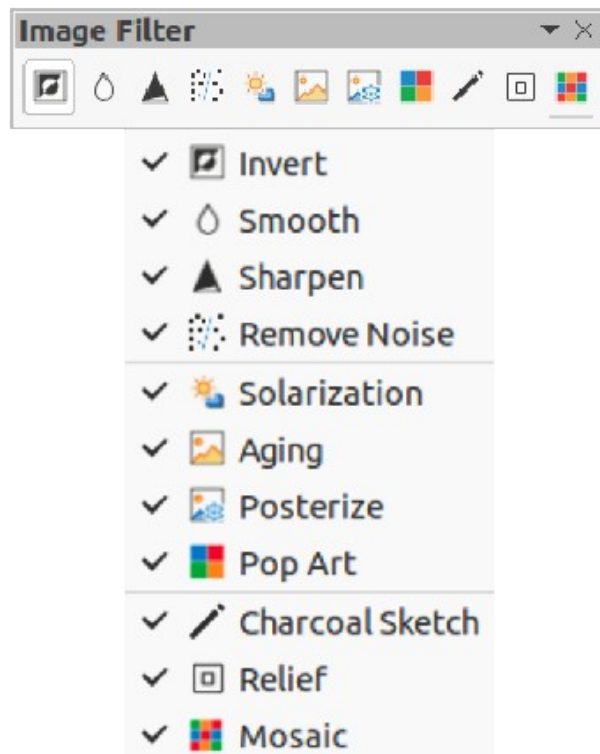 Image Filter
Invert
Smooth
Sharpen
Remove Noise
Solarization
Aging
Posterize
Pop Art
Charcoal Sketch
Relief
Mosaic